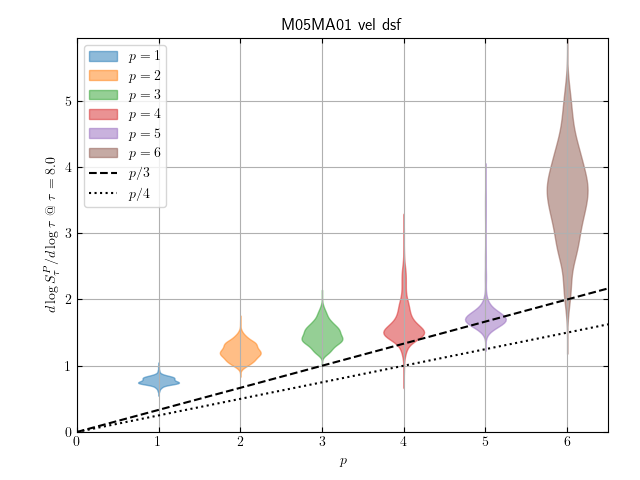 M05MA01 vel dsf
p = 1
p = 2
p = 3
p = 4
p = 5
p = 6
p/3
p/4
d log S_τ^P / d log τ @ τ = 8.0
5
4
3
2
1
0
0 1 2 3 4 5 6
p